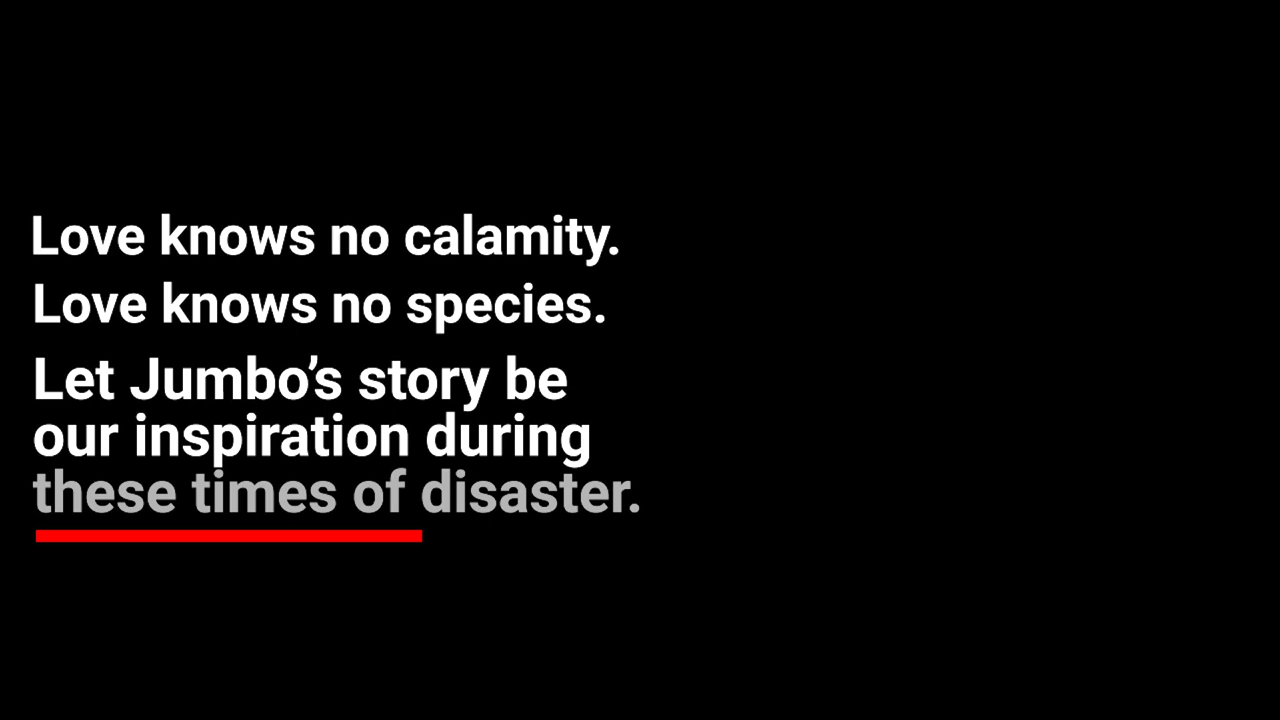 Love knows no calamity.
Love knows no species.
Let Jumbo’s story be
our inspiration during
these times of disaster.